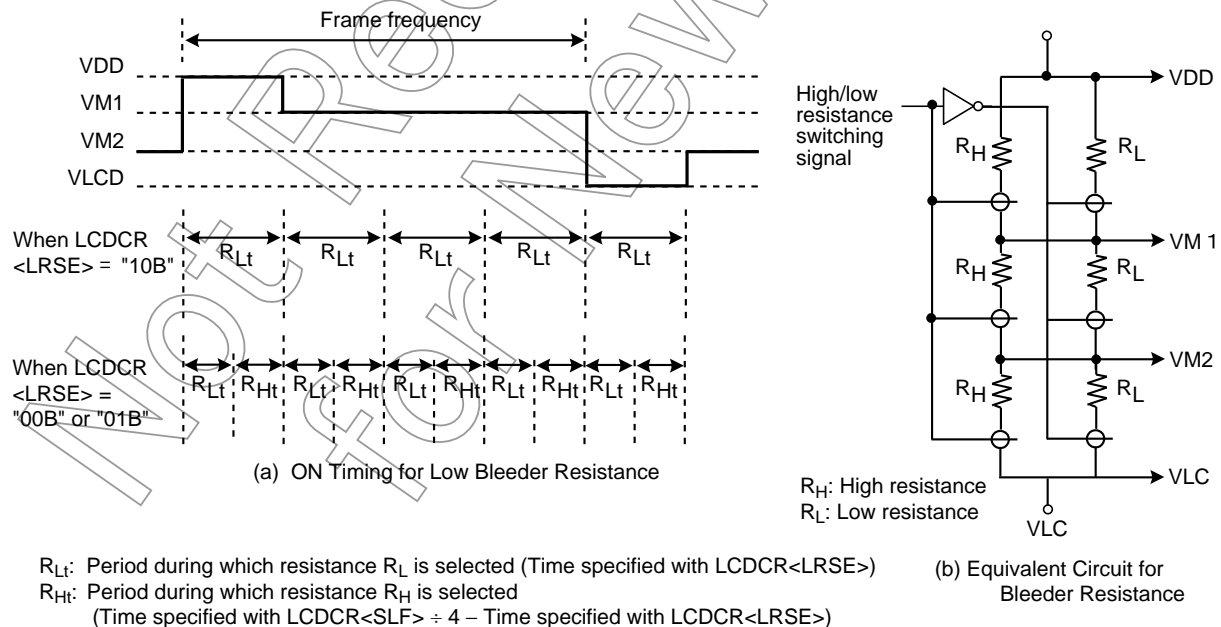 Frame frequency
VDD
VM1
VM2
VLCD
When LCDCR
<LRSE> = "10B"
RLt RLt RLt RLt RLt
When LCDCR
<LRSE> =
"00B" or "01B"
RLt RHt RLt RHt RLt RHt RLt RHt RLt RHt
(a) ON Timing for Low Bleeder Resistance
High/low
resistance
switching
signal
RH RL
RH RL
RH RL
VDD
VM 1
VM2
VLC
VLC
RH: High resistance
RL: Low resistance
(b) Equivalent Circuit for
Bleeder Resistance
RLt: Period during which resistance RL is selected (Time specified with LCDCR<LRSE>)
RHt: Period during which resistance RH is selected
(Time specified with LCDCR<SLF> ÷ 4 – Time specified with LCDCR<LRSE>)
Not Re
for New